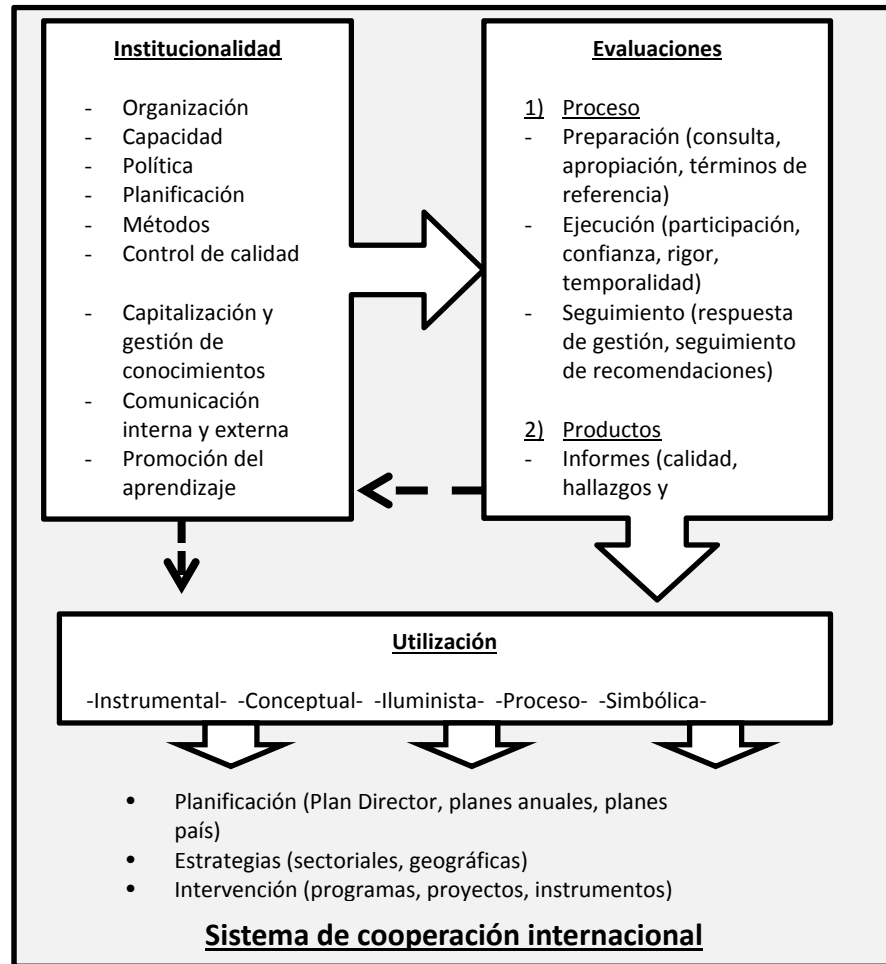 Institucionalidad
- Organización
- Capacidad
- Política
- Planificación
- Métodos
- Control de calidad
- Capitalización y
gestión de
conocimientos
- Comunicación
interna y externa
- Promoción del
aprendizaje
Evaluaciones
1) Proceso
- Preparación (consulta,
apropiación, términos de
referencia)
- Ejecución (participación,
confianza, rigor,
temporalidad)
- Seguimiento (respuesta
de gestión, seguimiento
de recomendaciones)
2) Productos
- Informes (calidad,
hallazgos y
Utilización
-Instrumental- -Conceptual- -Iluminista- -Proceso- -Simbólica-
• Planificación (Plan Director, planes anuales, planes
país)
• Estrategias (sectoriales, geográficas)
• Intervención (programas, proyectos, instrumentos)
Sistema de cooperación internacional